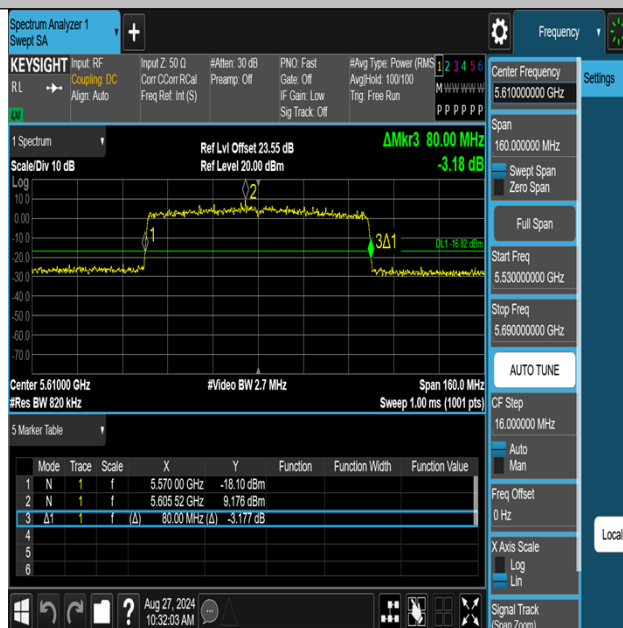 Spectrum Analyzer 1
Swept SA
+
Frequency
KEYSIGHT
RL
Input: RF
Coupling: DC
Align: Auto
Input Z: 50 Ω
Corr CCorr RCal
Freq Ref: Int (S)
#Atten: 30 dB
Preamp: Off
PNO: Fast
Gate: Off
IF Gain: Low
Sig Track: Off
#Avg Type: Power (RMS
Avg|Hold: 100/100
Trig: Free Run
1 2 3 4 5 6
M W W W W W
P P P P P P
LXI
1 Spectrum
Scale/Div 10 dB
Ref Lvl Offset 23.55 dB
Ref Level 20.00 dBm
ΔMkr3 80.00 MHz
-3.18 dB
Log
10.0
0.00
-10.0
-20.0
-30.0
-40.0
-50.0
-60.0
-70.0
1
2
3Δ1
DL1 -16.82 dBm
Center 5.61000 GHz
#Res BW 820 kHz
#Video BW 2.7 MHz
Span 160.0 MHz
Sweep 1.00 ms (1001 pts)
5 Marker Table
Mode Trace Scale X Y Function Function Width Function Value
1 N 1 f 5.570 00 GHz -18.10 dBm
2 N 1 f 5.605 52 GHz 9.176 dBm
3 Δ1 1 f (Δ) 80.00 MHz (Δ) -3.177 dB
4
5
6
?
Aug 27, 2024
10:32:03 AM
Center Frequency
5.610000000 GHz
Span
160.000000 MHz
Swept Span
Zero Span
Full Span
Start Freq
5.530000000 GHz
Stop Freq
5.690000000 GHz
AUTO TUNE
CF Step
16.000000 MHz
Auto
Man
Freq Offset
0 Hz
X Axis Scale
Log
Lin
Signal Track
(Span Zoom)
Settings
Local